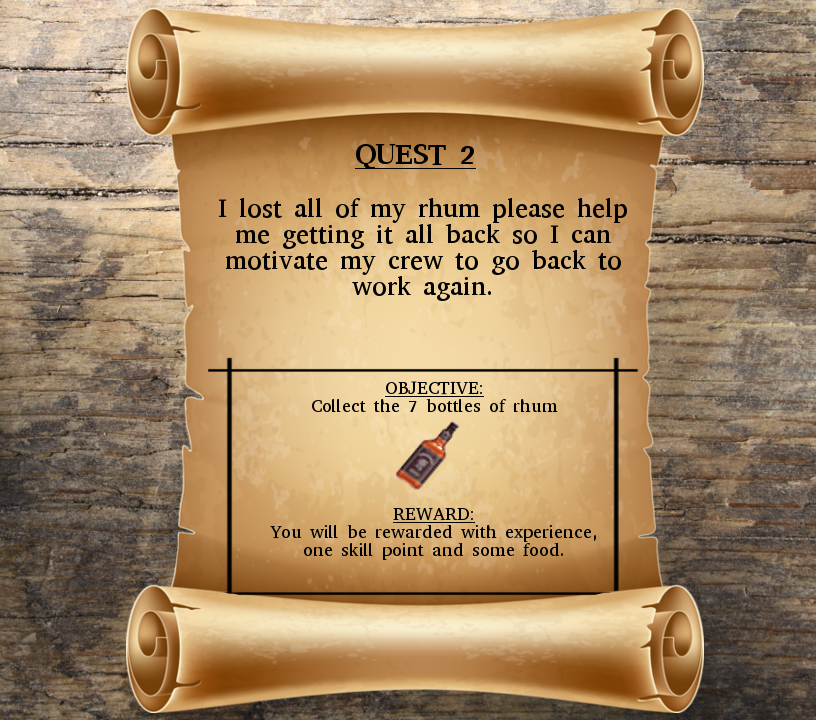 QUEST 2
I lost all of my rhum please help
me getting it all back so I can
motivate my crew to go back to
work again.
OBJECTIVE:
Collect the 7 bottles of rhum
REWARD:
You will be rewarded with experience,
one skill point and some food.